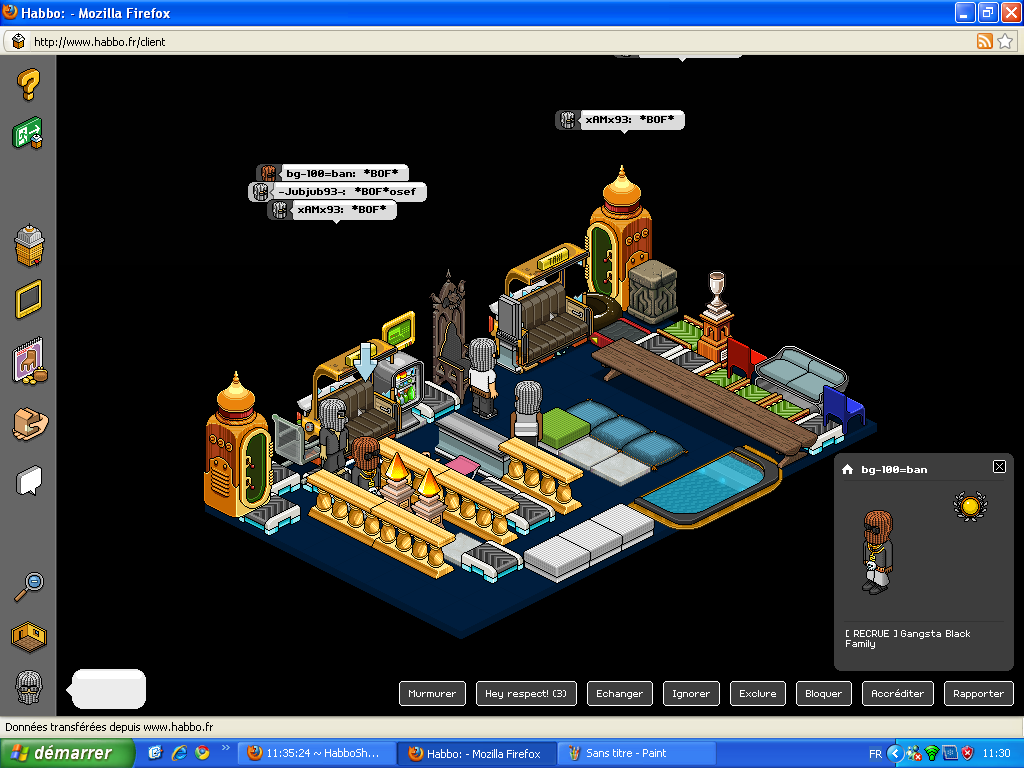 Habbo: - Mozilla Firefox
http://www.habbo.fr/client
xAMx93: *BOF*
bg-100=ban: *BOF*
-Jubjub93-: *BOF*osef
xAMx93: *BOF*
TAXI
bg-100=ban
[ RECRUE ] Gangsta Black
Family
Murmurer
Hey respect! (3)
Echanger
Ignorer
Exclure
Bloquer
Accréditer
Rapporter
Données transférées depuis www.habbo.fr
démarrer
11:35:24 ~ HabboSh...
Habbo: - Mozilla Firefox
Sans titre - Paint
FR
11:30